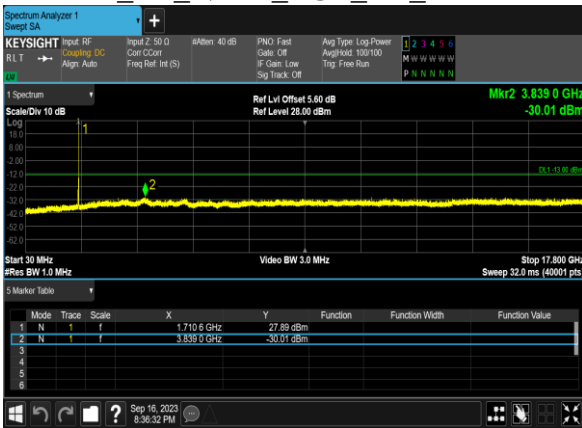 Spectrum Analyzer 1
Swept SA
+
KEYSIGHT Input: RF Input Z: 50 Ω #Atten: 40 dB PNO: Fast Avg Type: Log-Power 1 2 3 4 5 6
RLT Coupling: DC Corr CCorr Gate: Off Avg|Hold: 100/100 M W W W W W
Align: Auto Freq Ref: Int (S) IF Gain: Low Trig: Free Run
Sig Track: Off P N N N N N
LW
1 Spectrum Ref Lvl Offset 5.60 dB Mkr2 3.839 0 GHz
Scale/Div 10 dB Ref Level 28.00 dBm -30.01 dBm
Log
18.0 1
8.00
-2.00
-12.0 DL1 -13.00 dBm
-22.0 2
-32.0
-42.0
-52.0
-62.0
Start 30 MHz Video BW 3.0 MHz Stop 17.800 GHz
#Res BW 1.0 MHz Sweep 32.0 ms (40001 pts)
5 Marker Table
Mode Trace Scale X Y Function Function Width Function Value
1 N 1 f 1.710 6 GHz 27.89 dBm
2 N 1 f 3.839 0 GHz -30.01 dBm
3
4
5
6
? Sep 16, 2023
8:36:32 PM